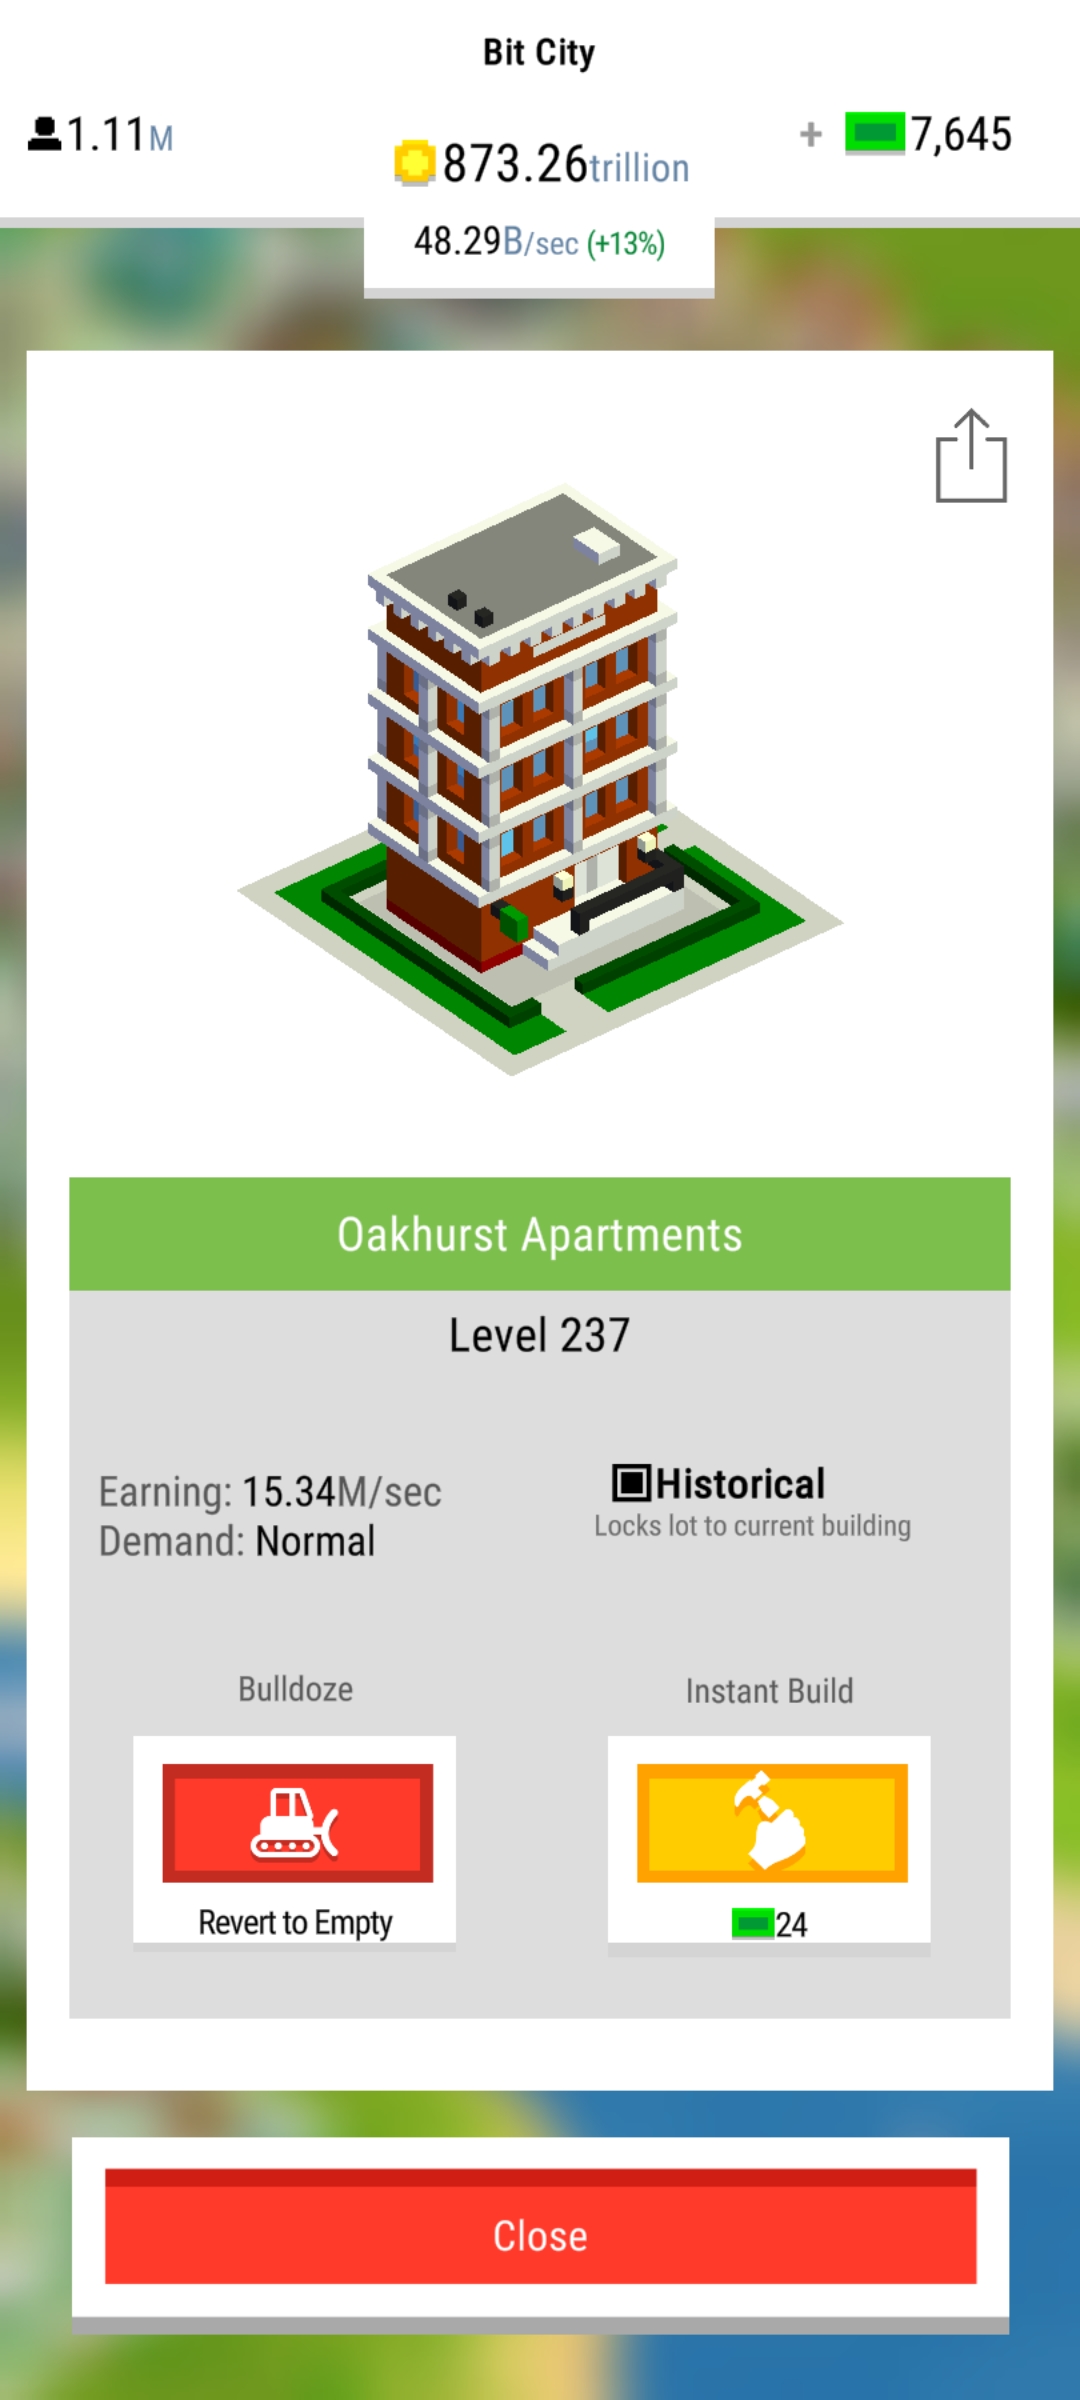 Bit City
1.11M
873.26trillion
+ 7,645
48.29B/sec (+13%)
Oakhurst Apartments
Level 237
Earning: 15.34M/sec
Demand: Normal
Historical
Locks lot to current building
Bulldoze
Revert to Empty
Instant Build
24
Close